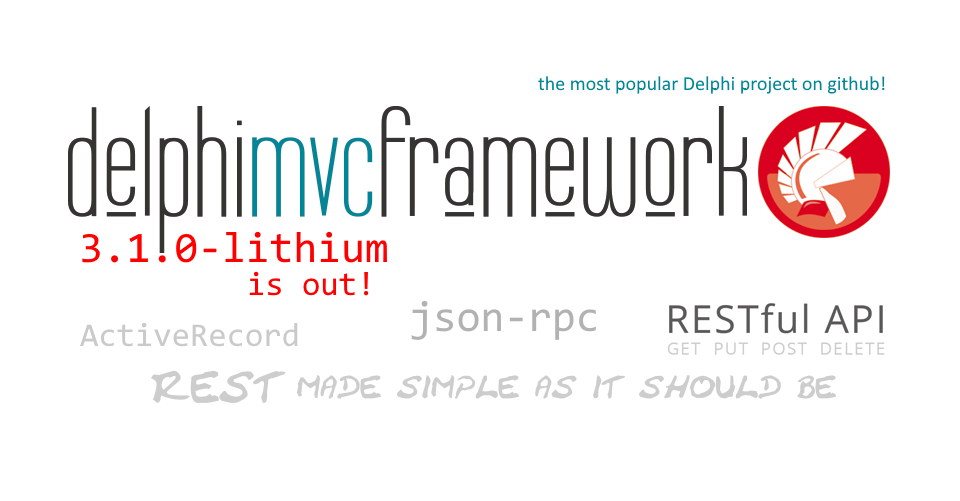 the most popular Delphi project on github!
delphimvcframework
3.1.0-lithium
is out!
json-rpc
RESTful API
ActiveRecord
GET PUT POST DELETE
REST MADE SIMPLE AS IT SHOULD BE